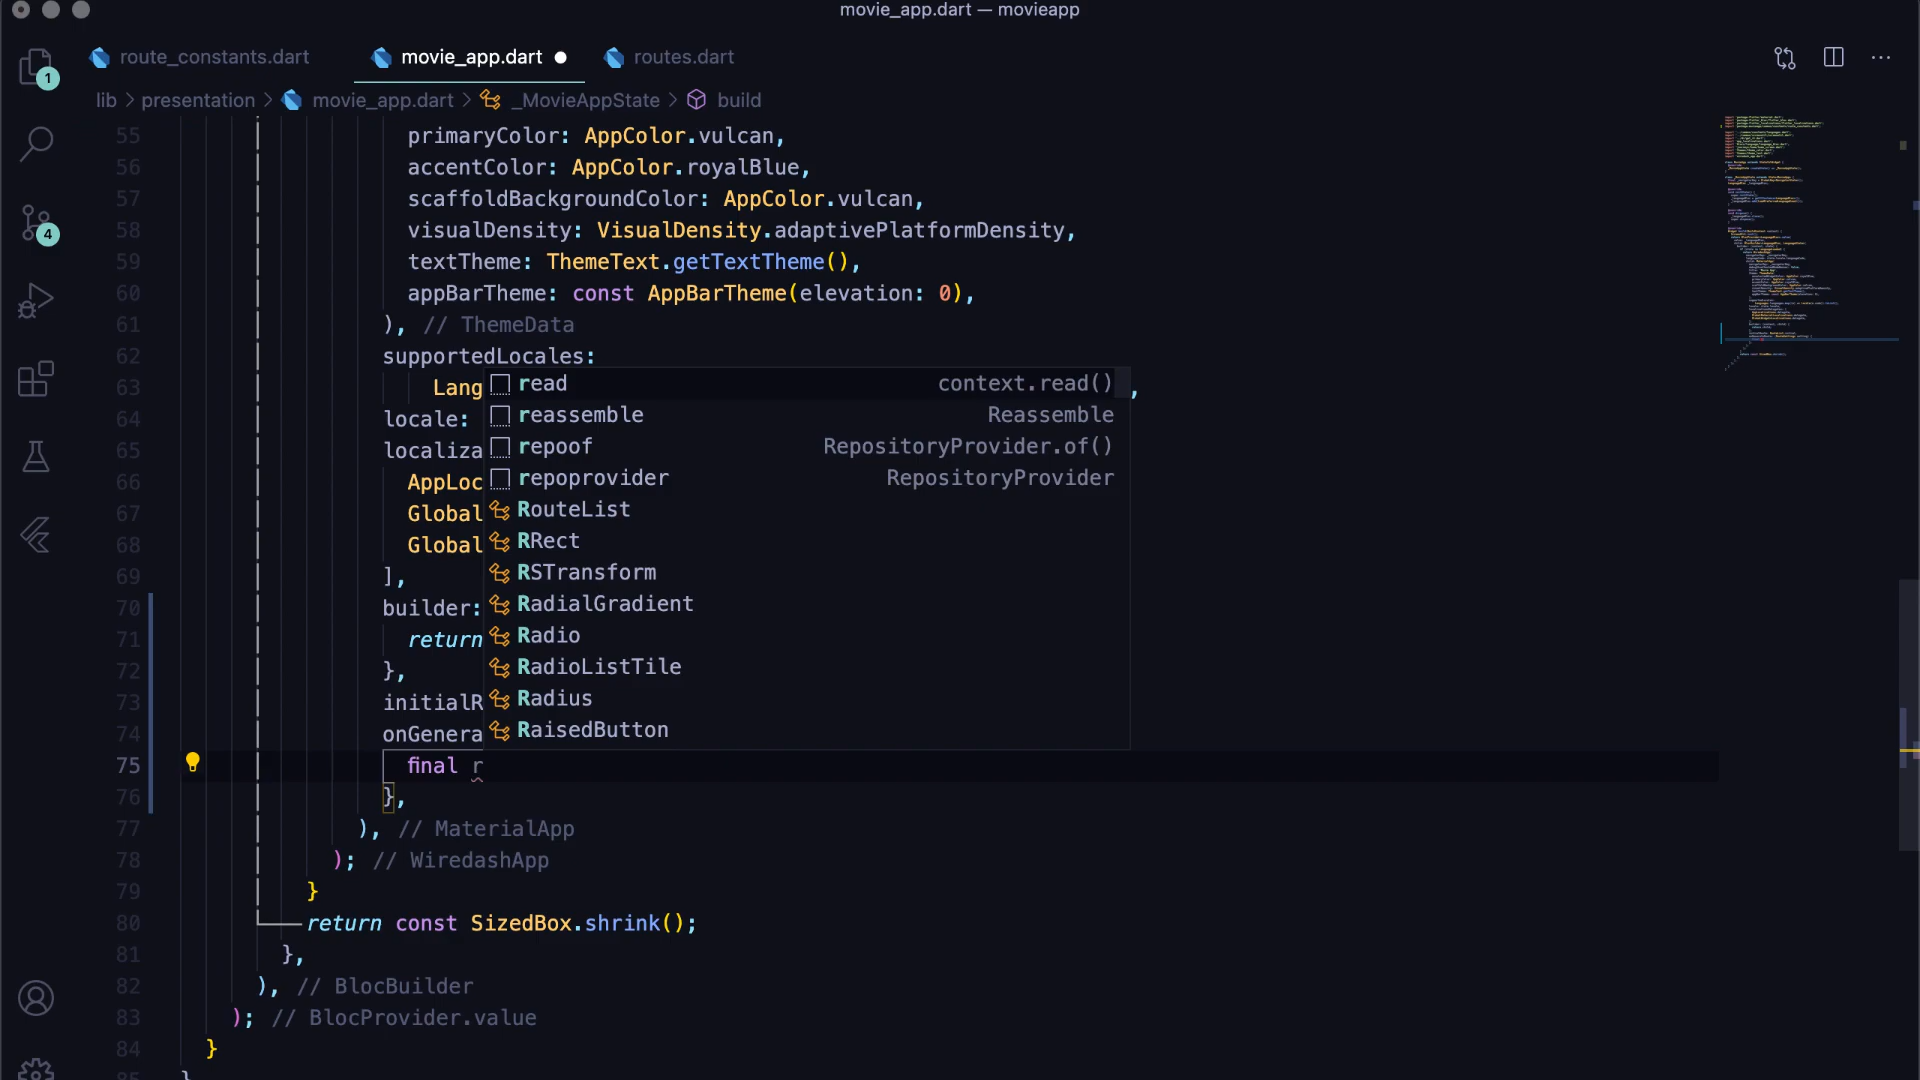 movie_app.dart — movieapp
route_constants.dart
movie_app.dart
routes.dart
lib > presentation > movie_app.dart > _MovieAppState > build
1
4
55 primaryColor: AppColor.vulcan,
56 accentColor: AppColor.royalBlue,
57 scaffoldBackgroundColor: AppColor.vulcan,
58 visualDensity: VisualDensity.adaptivePlatformDensity,
59 textTheme: ThemeText.getTextTheme(),
60 appBarTheme: const AppBarTheme(elevation: 0),
61 ), // ThemeData
62 supportedLocales:
63 Lang ,
64 locale:
65 localiza
66 AppLoc
67 Global
68 Global
69 ],
70 builder:
71 return
72 },
73 initialR
74 onGenera
75 final r
76 },
77 ), // MaterialApp
78 ); // WiredashApp
79 }
80 return const SizedBox.shrink();
81 },
82 ), // BlocBuilder
83 ); // BlocProvider.value
84 }
read context.read()
reassemble Reassemble
repoof RepositoryProvider.of()
repoprovider RepositoryProvider
RouteList
RRect
RSTransform
RadialGradient
Radio
RadioListTile
Radius
RaisedButton